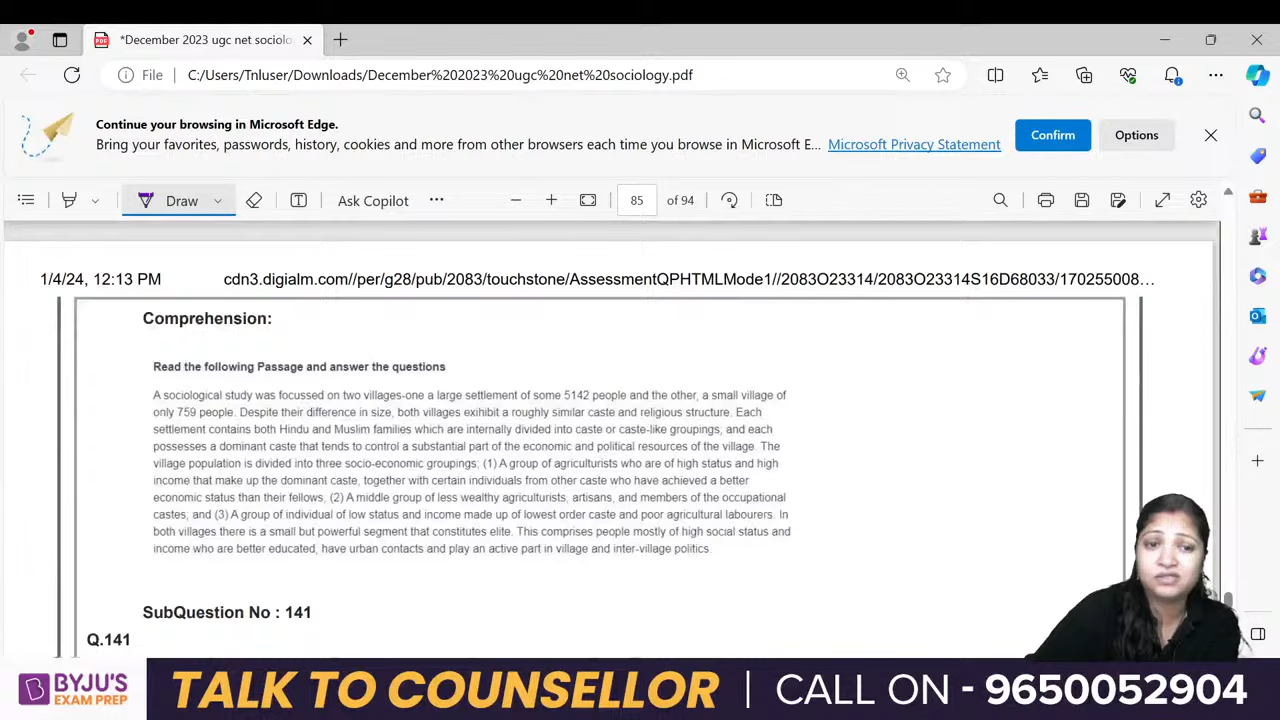 *December 2023 ugc net sociolo
File
C:/Users/Tnluser/Downloads/December%202023%20ugc%20net%20sociology.pdf
Continue your browsing in Microsoft Edge.
Bring your favorites, passwords, history, cookies and more from other browsers each time you browse in Microsoft E...
Microsoft Privacy Statement
Confirm
Options
Draw
Ask Copilot
85
of 94
1/4/24, 12:13 PM
cdn3.digialm.com//per/g28/pub/2083/touchstone/AssessmentQPHTMLMode1//2083O23314/2083O23314S16D68033/170255008...
Comprehension:
Read the following Passage and answer the questions
A sociological study was focussed on two villages-one a large settlement of some 5142 people and the other, a small village of
only 759 people. Despite their difference in size, both villages exihibit a roughly similar caste and religious structure. Each
settlement contains both Hindu and Muslim families which are internally divided into caste or caste-like groupings; and each
possesses a dominant caste that tends to control a substantial part of the economic and political resources of the village. The
village population is divided into three socio-economic groupings; (1) A group of agriculturists who are of high status and high
income that make up the dominant caste, together with certain individuals from other caste who have achieved a better
economic status than their fellows, (2) A middle group of less wealthy agriculturists, artisans, and members of the occupational
castes; and (3) A group of individual of low status and income made up of lowest order caste and poor agricultural labourers. In
both villages there is a small but powerful segment that constitutes elite. This comprises people mostly of high social status and
income who are better educated, have urban contacts and play an active part in village and inter-village politics.
SubQuestion No : 141
Q.141
BYJU'S
EXAM PREP
TALK TO COUNSELLOR
CALL ON - 9650052904